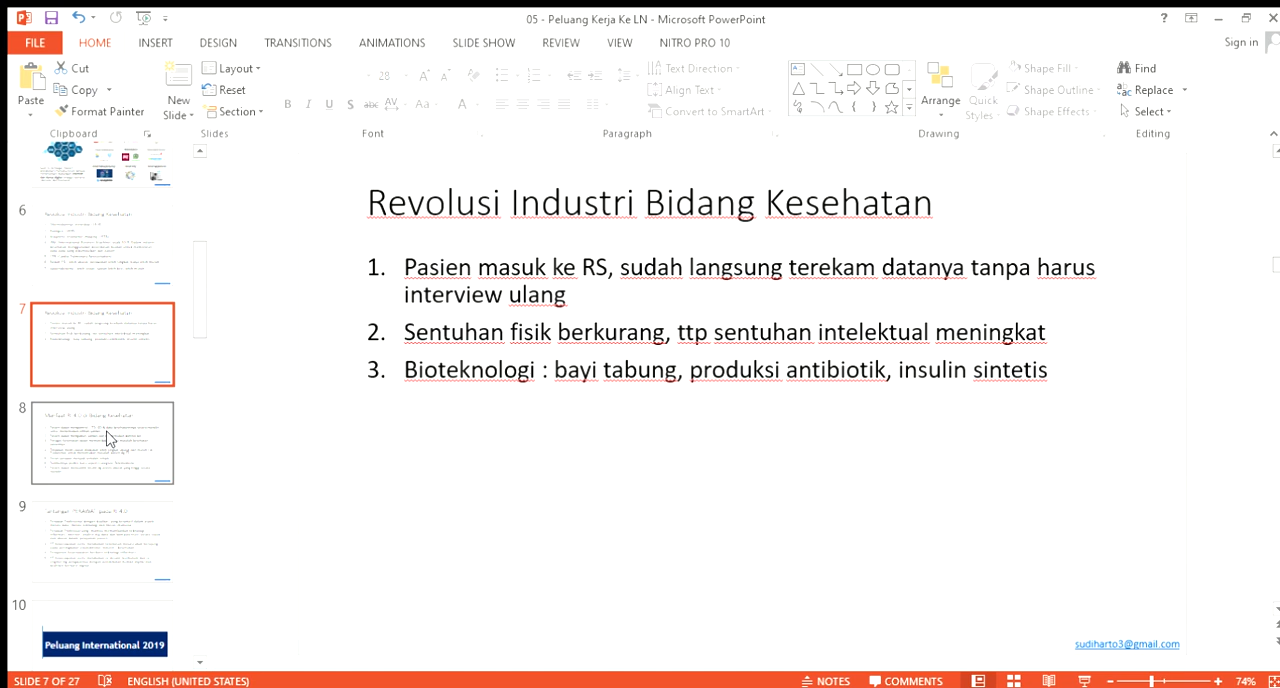 05 - Peluang Kerja Ke LN - Microsoft PowerPoint
FILE HOME INSERT DESIGN TRANSITIONS ANIMATIONS SLIDE SHOW REVIEW VIEW NITRO PRO 10 Sign in
Cut
Copy
Format Painter
Paste
New Slide
Layout
Reset
Section
28
Text Direction
Align Text
Convert to SmartArt
Arrange
Quick Styles
Shape Fill
Shape Outline
Shape Effects
Find
Replace
Select
Clipboard Slides Font Paragraph Drawing Editing
6
7
8
9
10
Peluang International 2019
Revolusi Industri Bidang Kesehatan
1. Pasien masuk ke RS, sudah langsung terekam datanya tanpa harus
interview ulang
2. Sentuhan fisik berkurang, ttp sentuhan intelektual meningkat
3. Bioteknologi : bayi tabung, produksi antibiotik, insulin sintetis
sudiharto3@gmail.com
SLIDE 7 OF 27 ENGLISH (UNITED STATES) NOTES COMMENTS 74%